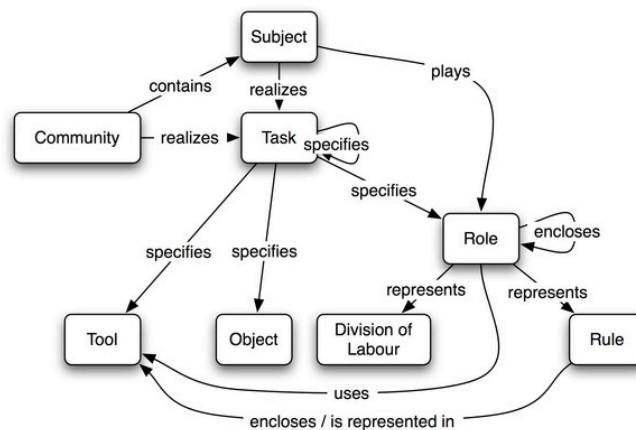 Subject
plays
contains
realizes
Community
realizes
Task
specifies
specifies
Role
encloses
specifies
specifies
represents
represents
Tool
Object
Division of
Labour
Rule
uses
encloses / is represented in